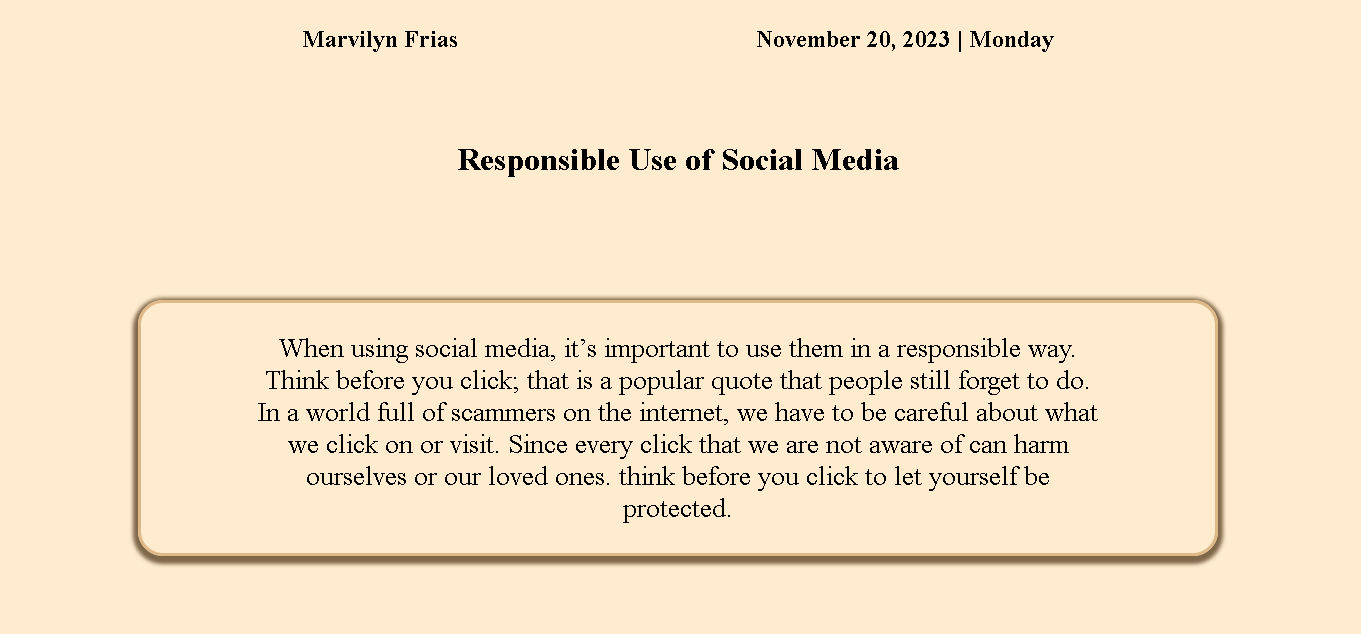 Marvilyn Frias November 20, 2023 | Monday
Responsible Use of Social Media
When using social media, it’s important to use them in a responsible way.
Think before you click; that is a popular quote that people still forget to do.
In a world full of scammers on the internet, we have to be careful about what
we click on or visit. Since every click that we are not aware of can harm
ourselves or our loved ones. think before you click to let yourself be
protected.